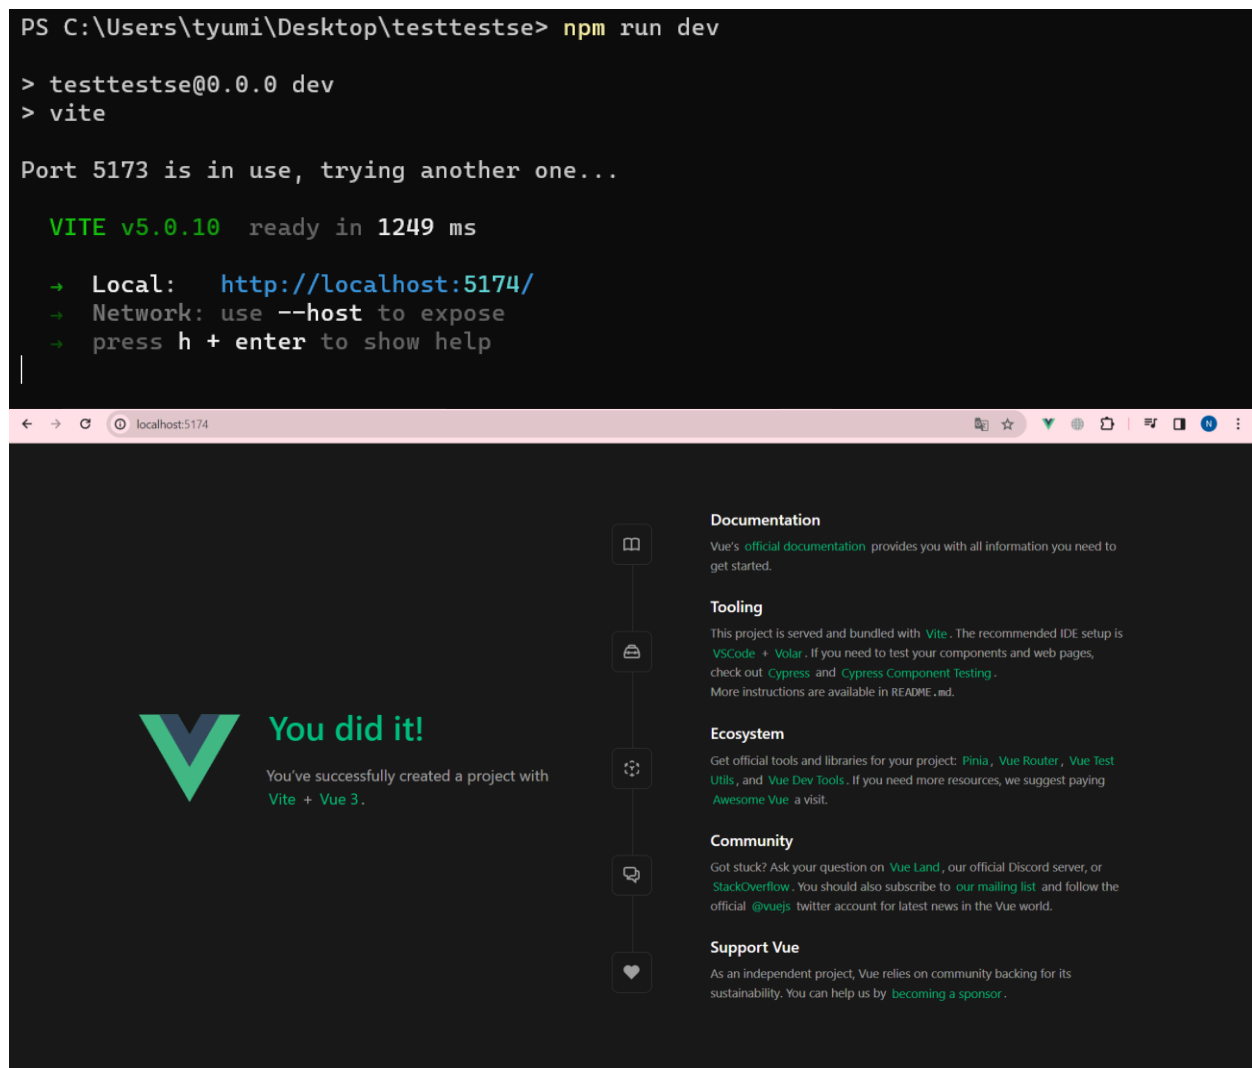 PS C:\Users\tyumi\Desktop\testtestse> npm run dev
> testtestse@0.0.0 dev
> vite
Port 5173 is in use, trying another one...
VITE v5.0.10  ready in 1249 ms
➜  Local:   http://localhost:5174/
➜  Network: use --host to expose
➜  press h + enter to show help
localhost:5174
N
Documentation
Vue's official documentation provides you with all information you need to
get started.
Tooling
This project is served and bundled with Vite. The recommended IDE setup is
VSCode + Volar. If you need to test your components and web pages,
check out Cypress and Cypress Component Testing.
More instructions are available in README.md.
You did it!
You've successfully created a project with
Vite + Vue 3.
Ecosystem
Get official tools and libraries for your project: Pinia, Vue Router, Vue Test
Utils, and Vue Dev Tools. If you need more resources, we suggest paying
Awesome Vue a visit.
Community
Got stuck? Ask your question on Vue Land, our official Discord server, or
StackOverflow. You should also subscribe to our mailing list and follow the
official @vuejs twitter account for latest news in the Vue world.
Support Vue
As an independent project, Vue relies on community backing for its
sustainability. You can help us by becoming a sponsor.